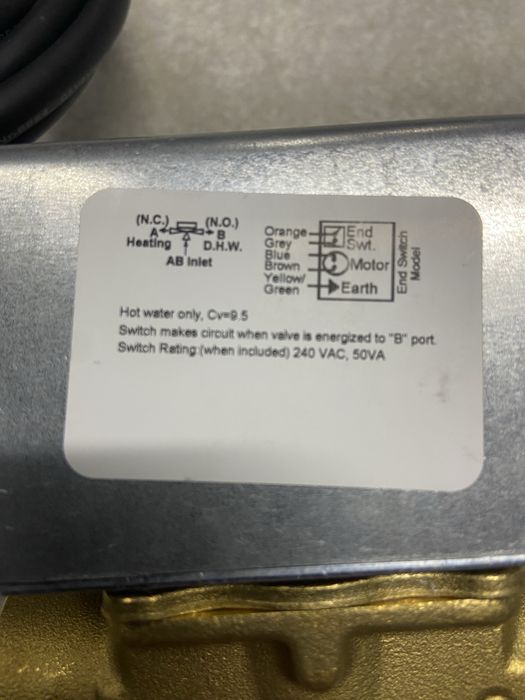 (N.C.) (N.O.)
A B
Heating D.H.W.
AB Inlet
Orange
Grey
Blue
Brown
Yellow/
Green
End
Swt.
Motor
Earth
End Switch
Model
Hot water only, Cv=9.5
Switch makes circuit when valve is energized to "B" port.
Switch Rating:(when included) 240 VAC, 50VA